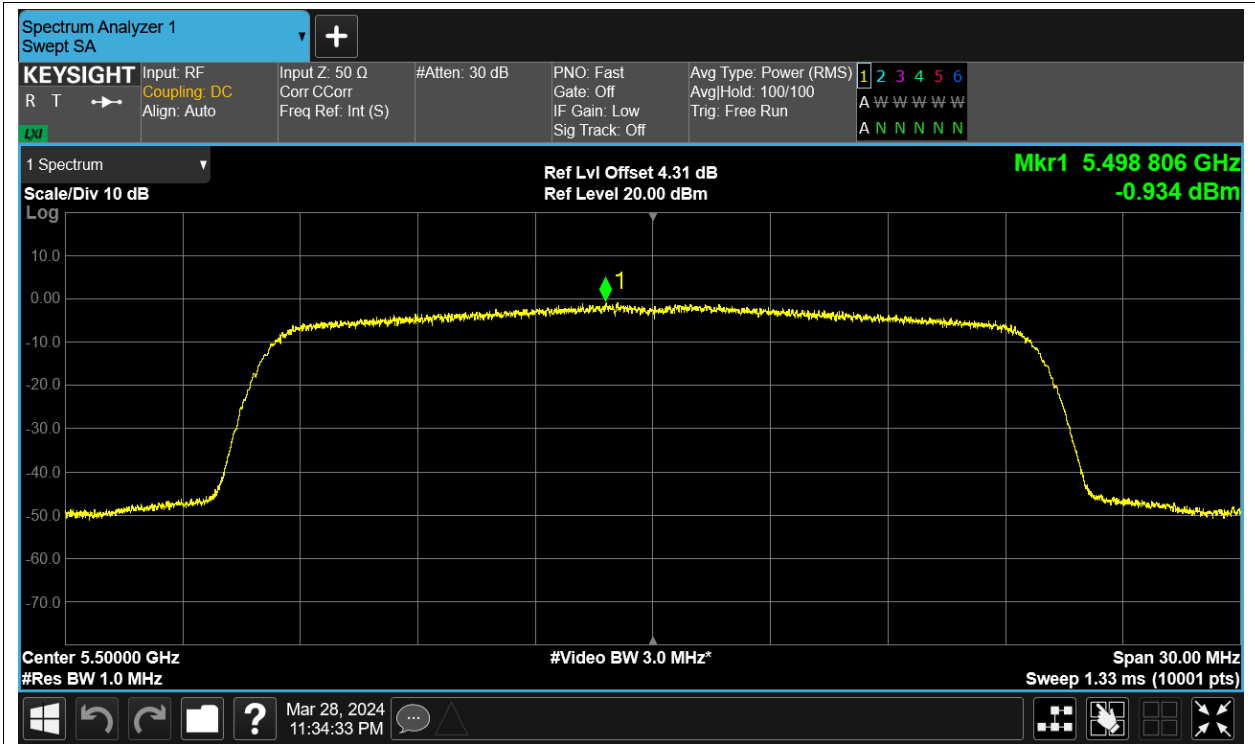 Spectrum Analyzer 1
Swept SA
KEYSIGHT
R T
LXI
Input: RF
Coupling: DC
Align: Auto
Input Z: 50 Ω
Corr CCorr
Freq Ref: Int (S)
#Atten: 30 dB
PNO: Fast
Gate: Off
IF Gain: Low
Sig Track: Off
Avg Type: Power (RMS)
Avg|Hold: 100/100
Trig: Free Run
1 2 3 4 5 6
A W W W W W
A N N N N N
1 Spectrum
Scale/Div 10 dB
Log
Ref Lvl Offset 4.31 dB
Ref Level 20.00 dBm
Mkr1 5.498 806 GHz
-0.934 dBm
1
10.0
0.00
-10.0
-20.0
-30.0
-40.0
-50.0
-60.0
-70.0
Center 5.50000 GHz
#Res BW 1.0 MHz
#Video BW 3.0 MHz*
Span 30.00 MHz
Sweep 1.33 ms (10001 pts)
?
Mar 28, 2024
11:34:33 PM